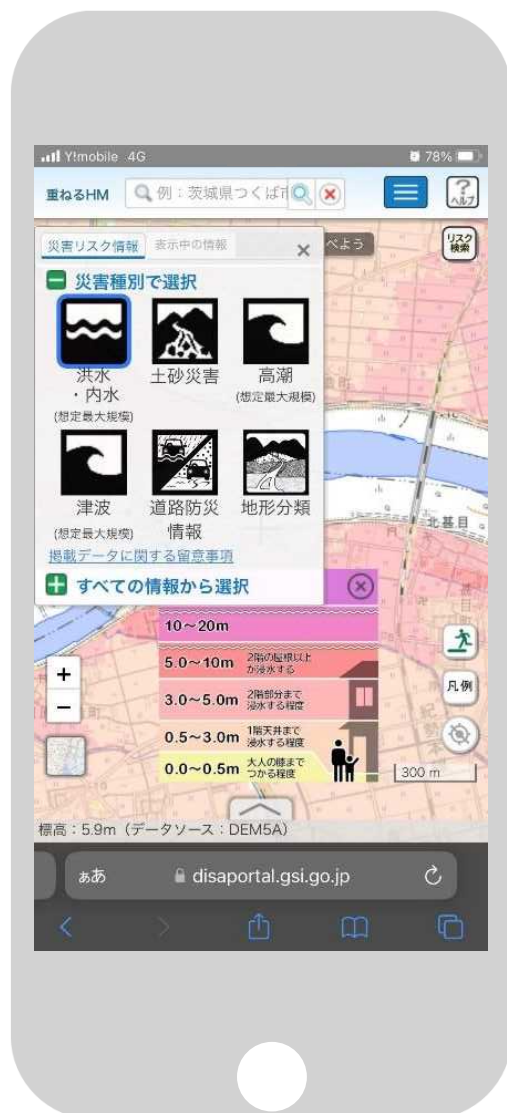 Y!mobile 4G
78%
重ねるHM
例：茨城県つくば市
ヘルプ
災害リスク情報
表示中の情報
×
べよう
リスク
検索
災害種別で選択
洪水
・内水
(想定最大規模)
土砂災害
高潮
(想定最大規模)
津波
(想定最大規模)
道路防災
情報
地形分類
掲載データに関する留意事項
すべての情報から選択
北甚目
10～20m
5.0～10m 2階の屋根以上
が浸水する
3.0～5.0m 2階部分まで
浸水する程度
0.5～3.0m 1階天井まで
浸水する程度
0.0～0.5m 大人の膝まで
つかる程度
+
−
凡例
300 m
標高：5.9m（データソース：DEM5A）
ぁあ
disaportal.gsi.go.jp